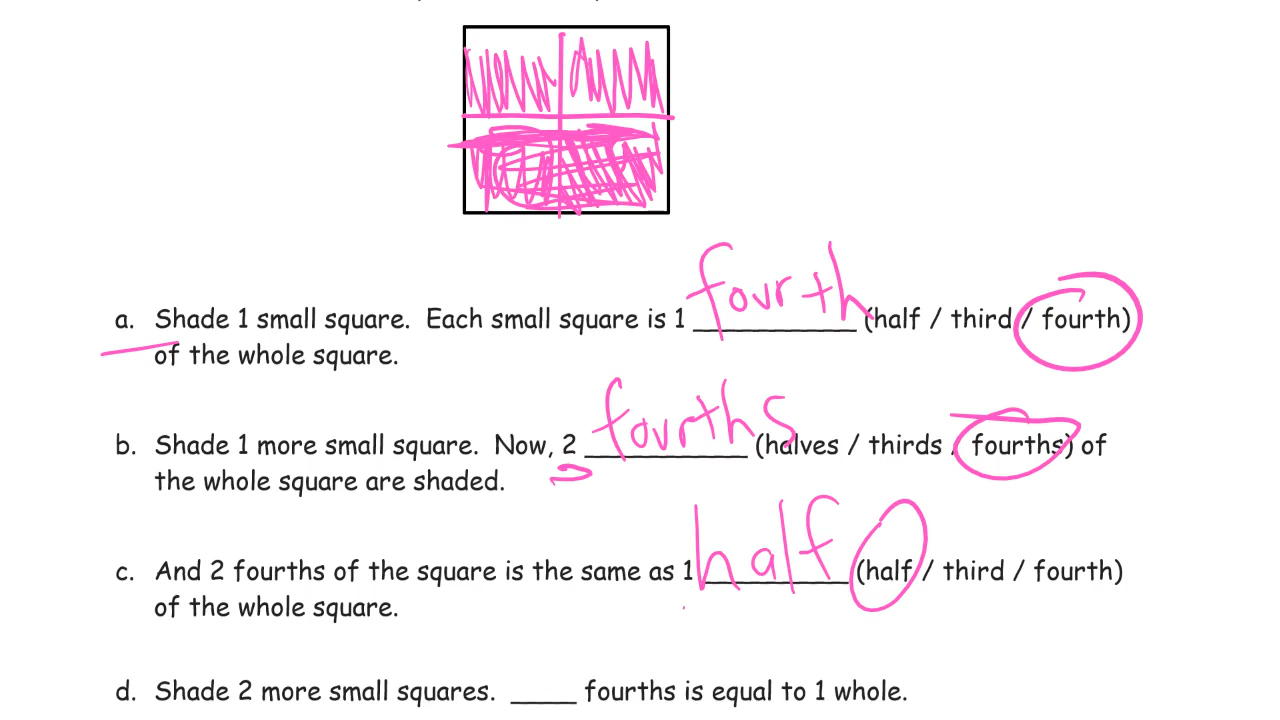 a. Shade 1 small square. Each small square is 1 fourth (half / third / fourth)
of the whole square.
b. Shade 1 more small square. Now, 2 fourths (halves / thirds / fourths) of
the whole square are shaded.
c. And 2 fourths of the square is the same as 1 half (half / third / fourth)
of the whole square.
d. Shade 2 more small squares. _____ fourths is equal to 1 whole.